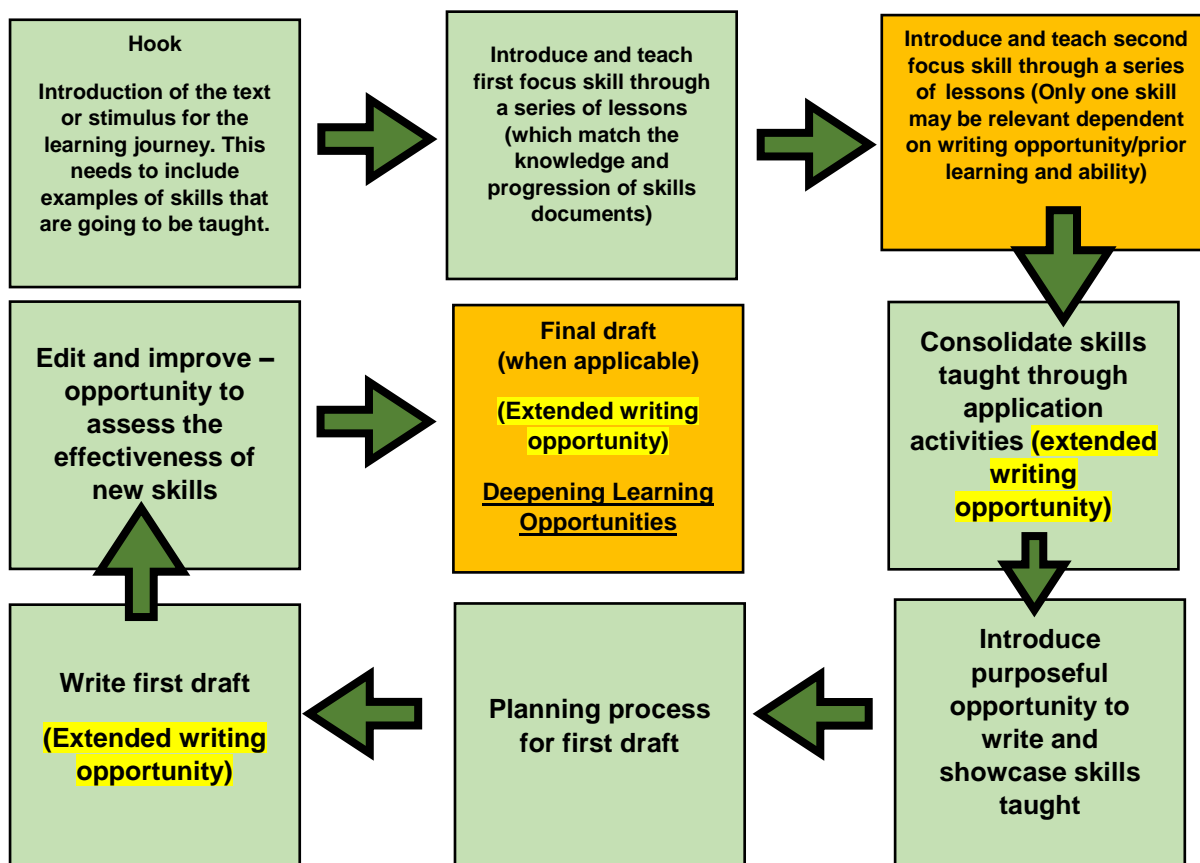 Hook
Introduction of the text
or stimulus for the
learning journey. This
needs to include
examples of skills that
are going to be taught.
Introduce and teach
first focus skill through
a series of lessons
(which match the
knowledge and
progression of skills
documents)
Introduce and teach second
focus skill through a series
of lessons (Only one skill
may be relevant dependent
on writing opportunity/prior
learning and ability)
Consolidate skills
taught through
application
activities (extended
writing
opportunity)
Introduce
purposeful
opportunity to
write and
showcase skills
taught
Planning process
for first draft
Write first draft
(Extended writing
opportunity)
Edit and improve –
opportunity to
assess the
effectiveness of
new skills
Final draft
(when applicable)
(Extended writing
opportunity)
Deepening Learning
Opportunities